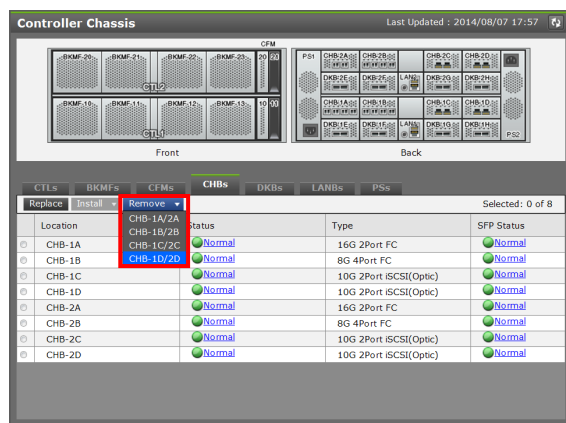 Controller Chassis
Last Updated : 2014/08/07 17:57
CFM
BKMF-20 BKMF-21 BKMF-22 BKMF-23 20 21
CTL2
BKMF-10 BKMF-11 BKMF-12 BKMF-13 10 11
CTL1
PS1 CHB-2A CHB-2B CHB-2C CHB-2D
DKB-2E DKB-2F LAN2 DKB-2G DKB-2H
CHB-1A CHB-1B CHB-1C CHB-1D
DKB-1E DKB-1F LAN1 DKB-1G DKB-1H PS2
Front
Back
CTLs BKMFs CFMs CHBs DKBs LANBs PSs
Replace Install Remove Selected: 0 of 8
CHB-1A/2A
CHB-1B/2B
CHB-1C/2C
CHB-1D/2D
Location Status Type SFP Status
CHB-1A Normal 16G 2Port FC Normal
CHB-1B Normal 8G 4Port FC Normal
CHB-1C Normal 10G 2Port iSCSI(Optic) Normal
CHB-1D Normal 10G 2Port iSCSI(Optic) Normal
CHB-2A Normal 16G 2Port FC Normal
CHB-2B Normal 8G 4Port FC Normal
CHB-2C Normal 10G 2Port iSCSI(Optic) Normal
CHB-2D Normal 10G 2Port iSCSI(Optic) Normal